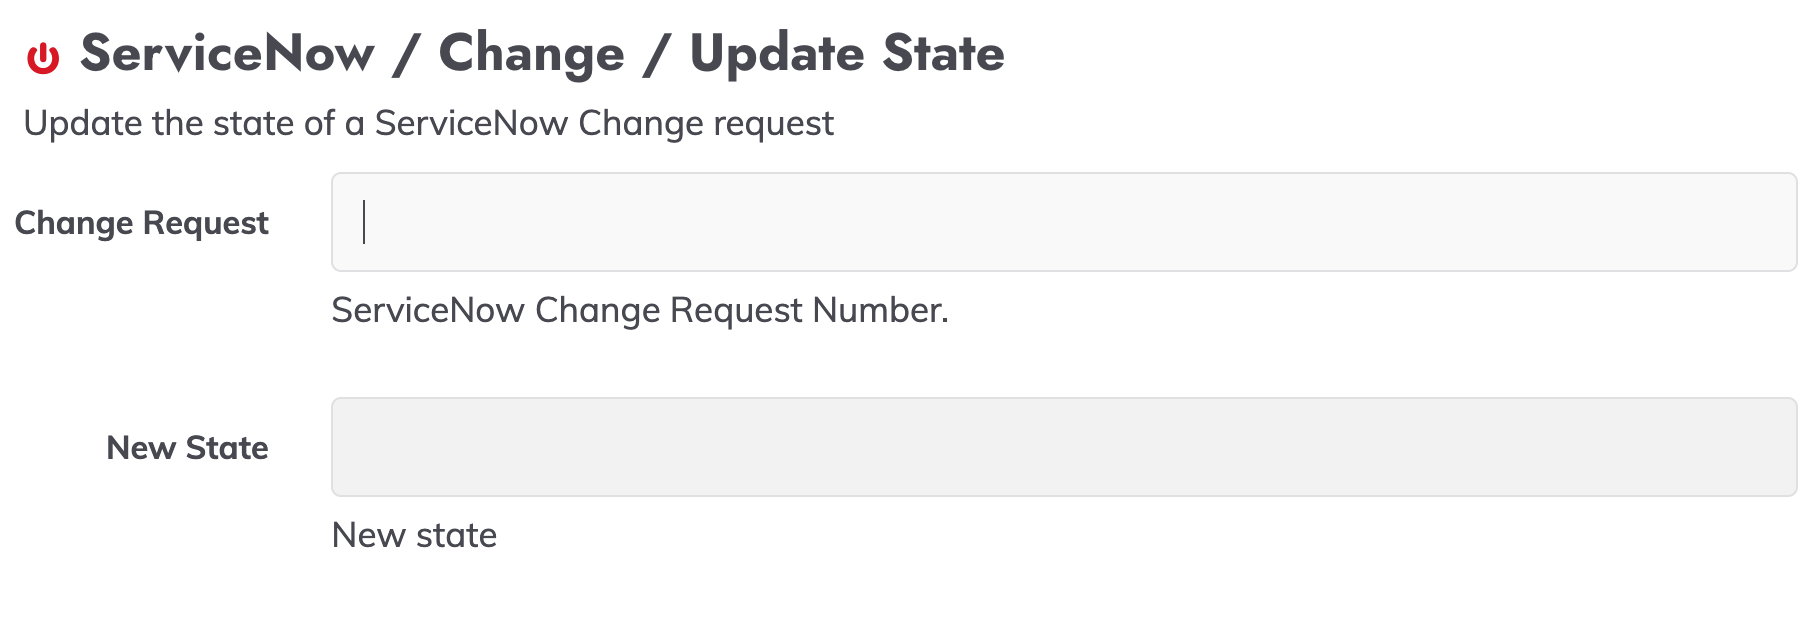 ServiceNow / Change / Update State
Update the state of a ServiceNow Change request
Change Request
ServiceNow Change Request Number.
New State
New state